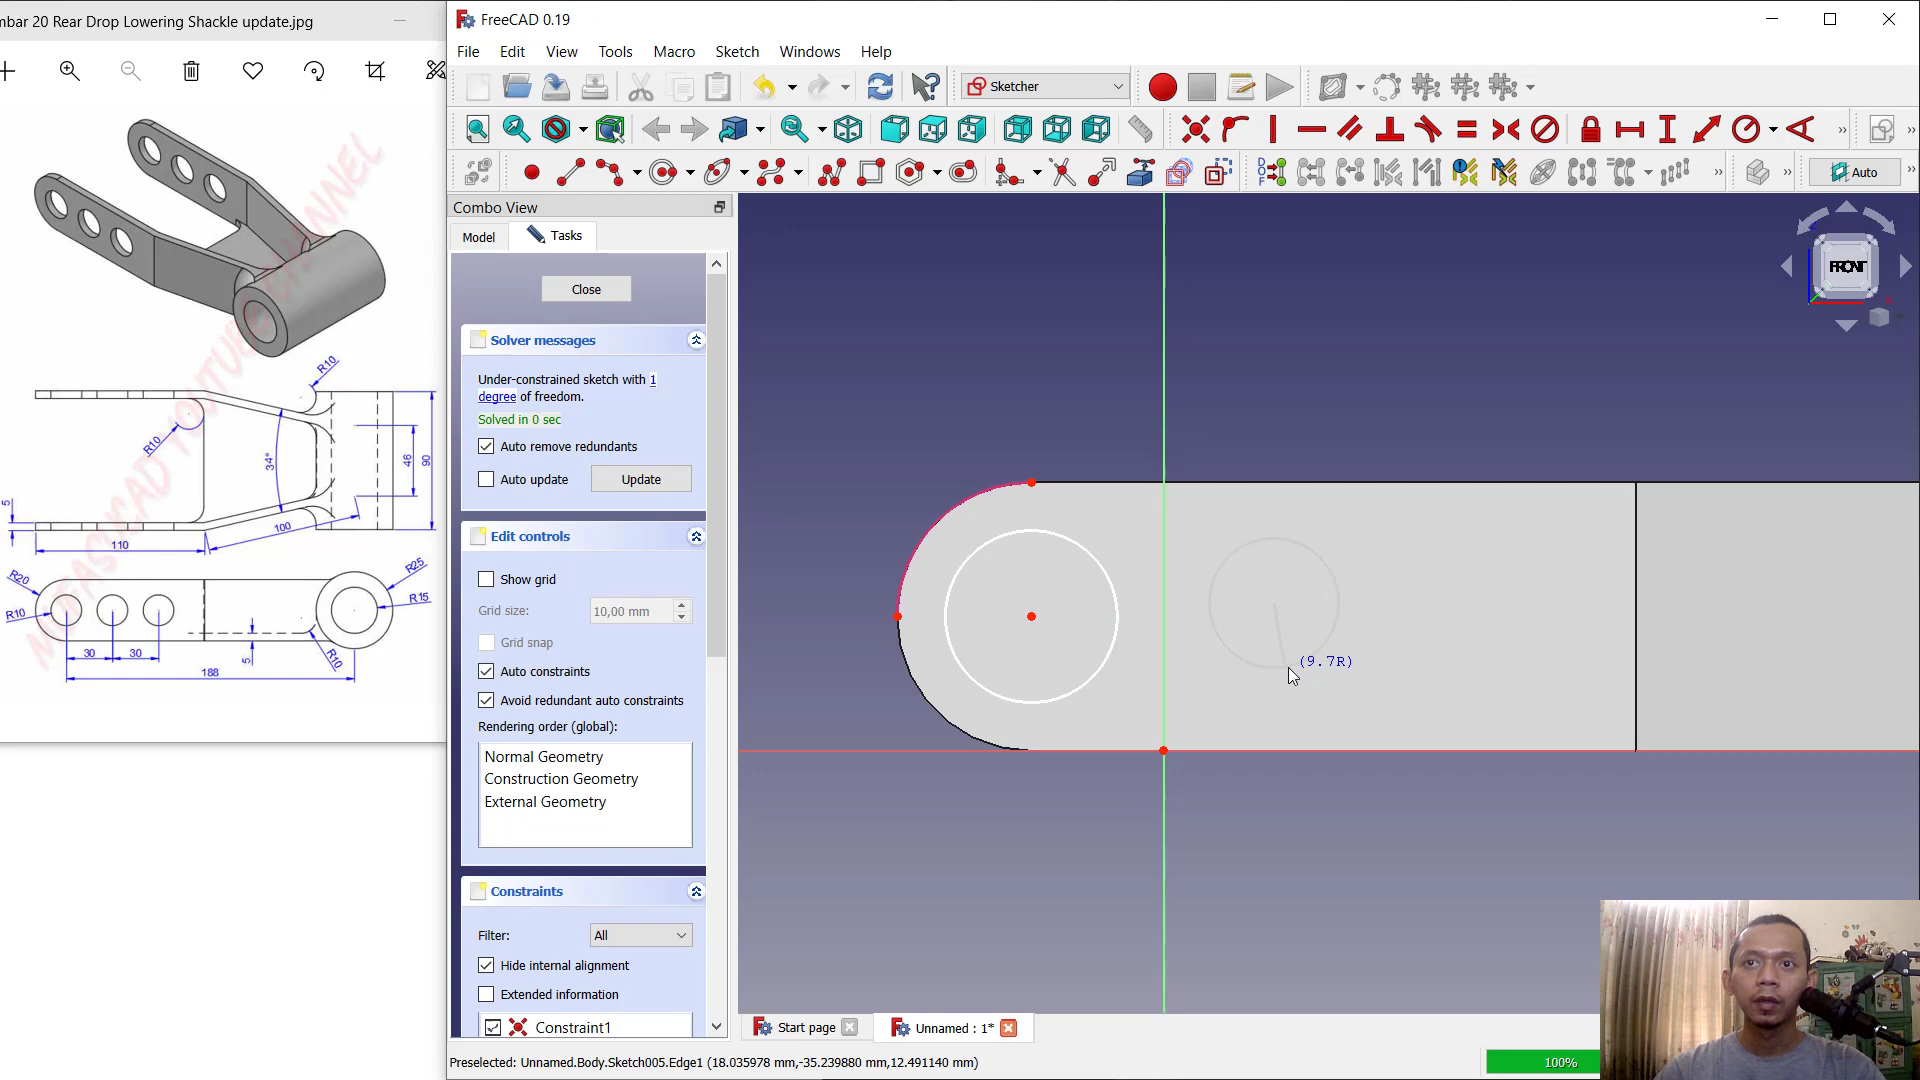 mbar 20 Rear Drop Lowering Shackle update.jpg
FreeCAD 0.19
File Edit View Tools Macro Sketch Windows Help
Sketcher
Auto
Combo View
Model
Tasks
Close
Solver messages
Under-constrained sketch with 1
degree of freedom.
Solved in 0 sec
Auto remove redundants
Auto update
Update
Edit controls
Show grid
Grid size:
10,00 mm
Grid snap
Auto constraints
Avoid redundant auto constraints
Rendering order (global):
Normal Geometry
Construction Geometry
External Geometry
Constraints
Filter:
All
Hide internal alignment
Extended information
Constraint1
FRONT
(9.7R)
R10
R10
34°
46
90
5
100
110
R20
R10
R25
R15
30
30
5
R10
188
MUFASUCAD YOUTUBE CHANNEL
Start page
Unnamed : 1*
Preselected: Unnamed.Body.Sketch005.Edge1 (18.035978 mm,-35.239880 mm,12.491140 mm)
100%